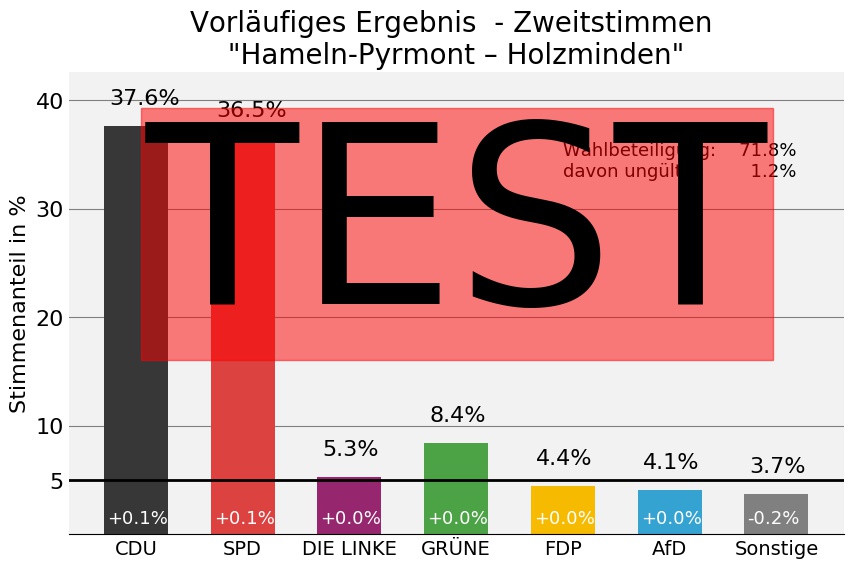 Vorläufiges Ergebnis - Zweitstimmen
"Hameln-Pyrmont – Holzminden"
Stimmenanteil in %
40
30
20
10
5
37.6%
36.5%
5.3%
8.4%
4.4%
4.1%
3.7%
TEST
Wahlbeteiligung: 71.8%
davon 1.2%
+0.1%
+0.1%
+0.0%
+0.0%
+0.0%
+0.0%
-0.2%
CDU
SPD
DIE LINKE
GRÜNE
FDP
AfD
Sonstige